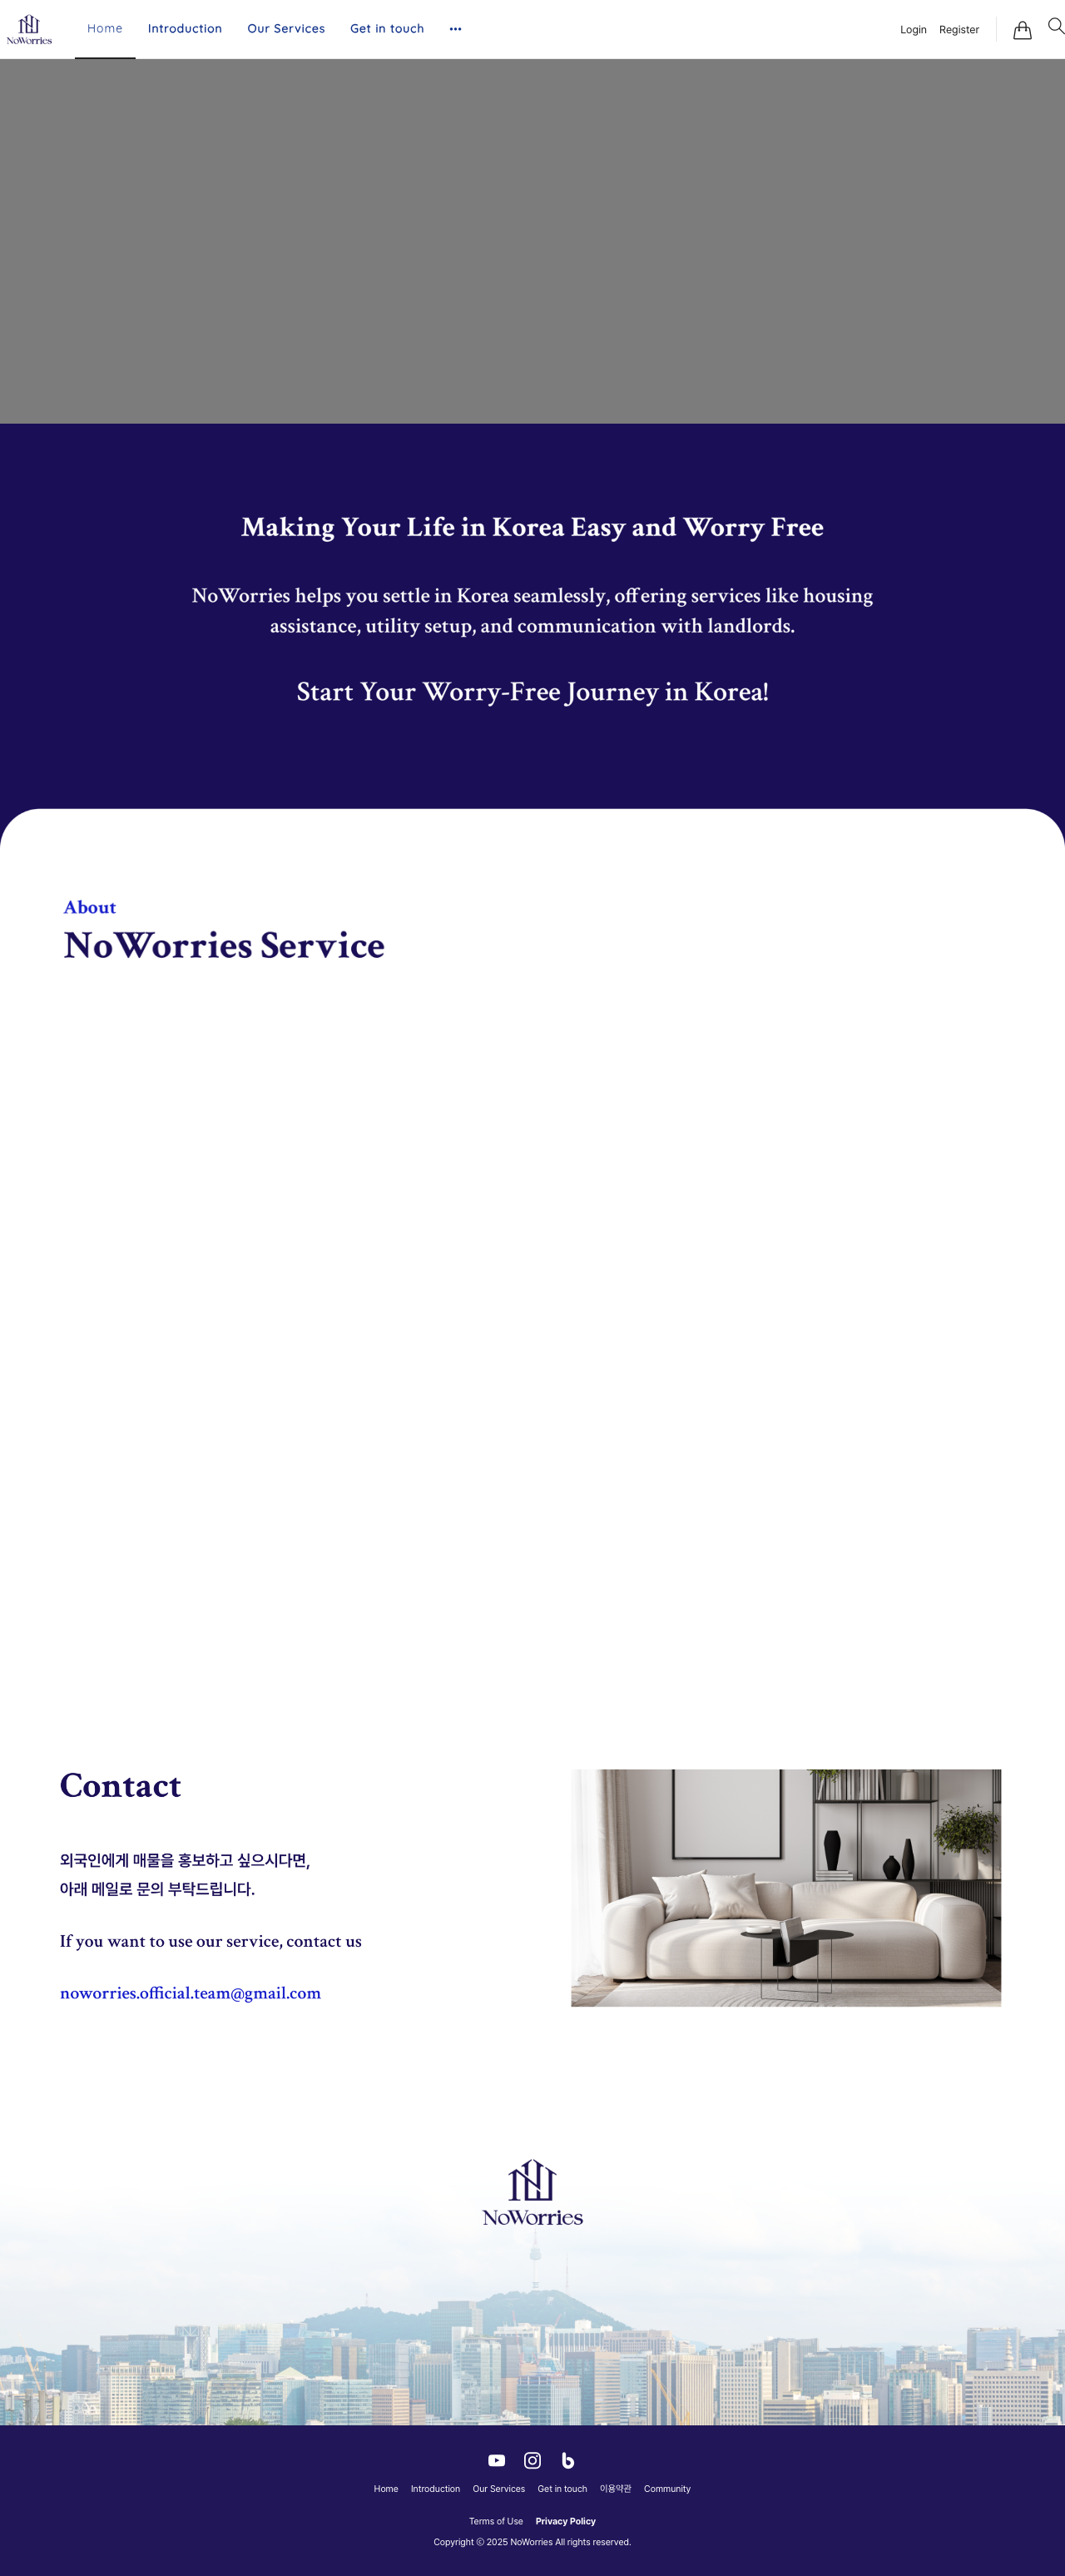 NoWorries
Home
Introduction
Our Services
Get in touch
Login
Register
Making Your Life in Korea Easy and Worry Free
NoWorries helps you settle in Korea seamlessly, offering services like housing
assistance, utility setup, and communication with landlords.
Start Your Worry-Free Journey in Korea!
About
NoWorries Service
Contact
외국인에게 매물을 홍보하고 싶으시다면,
아래 메일로 문의 부탁드립니다.
If you want to use our service, contact us
noworries.official.team@gmail.com
NoWorries
Home Introduction Our Services Get in touch 이용약관 Community
Terms of Use Privacy Policy
Copyright ⓒ 2025 NoWorries All rights reserved.